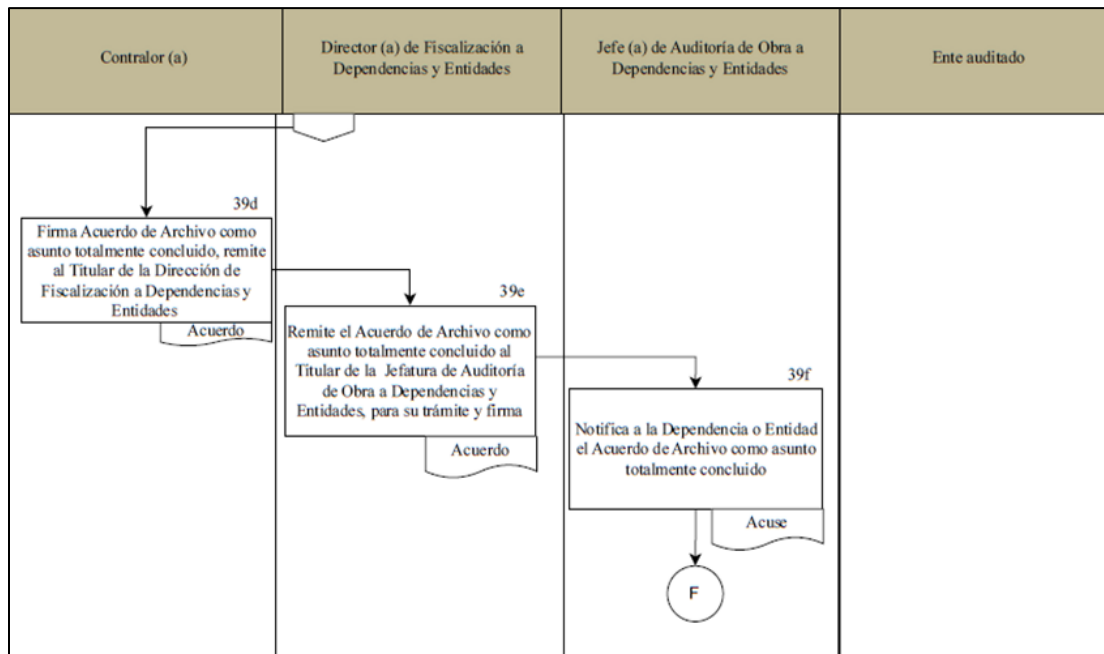 Contralor (a)
Director (a) de Fiscalización a
Dependencias y Entidades
Jefe (a) de Auditoría de Obra a
Dependencias y Entidades
Ente auditado
39d
Firma Acuerdo de Archivo como
asunto totalmente concluido, remite
al Titular de la Dirección de
Fiscalización a Dependencias y
Entidades
Acuerdo
39e
Remite el Acuerdo de Archivo como
asunto totalmente concluido al
Titular de la Jefatura de Auditoría
de Obra a Dependencias y
Entidades, para su trámite y firma
Acuerdo
39f
Notifica a la Dependencia o Entidad
el Acuerdo de Archivo como asunto
totalmente concluido
Acuse
F